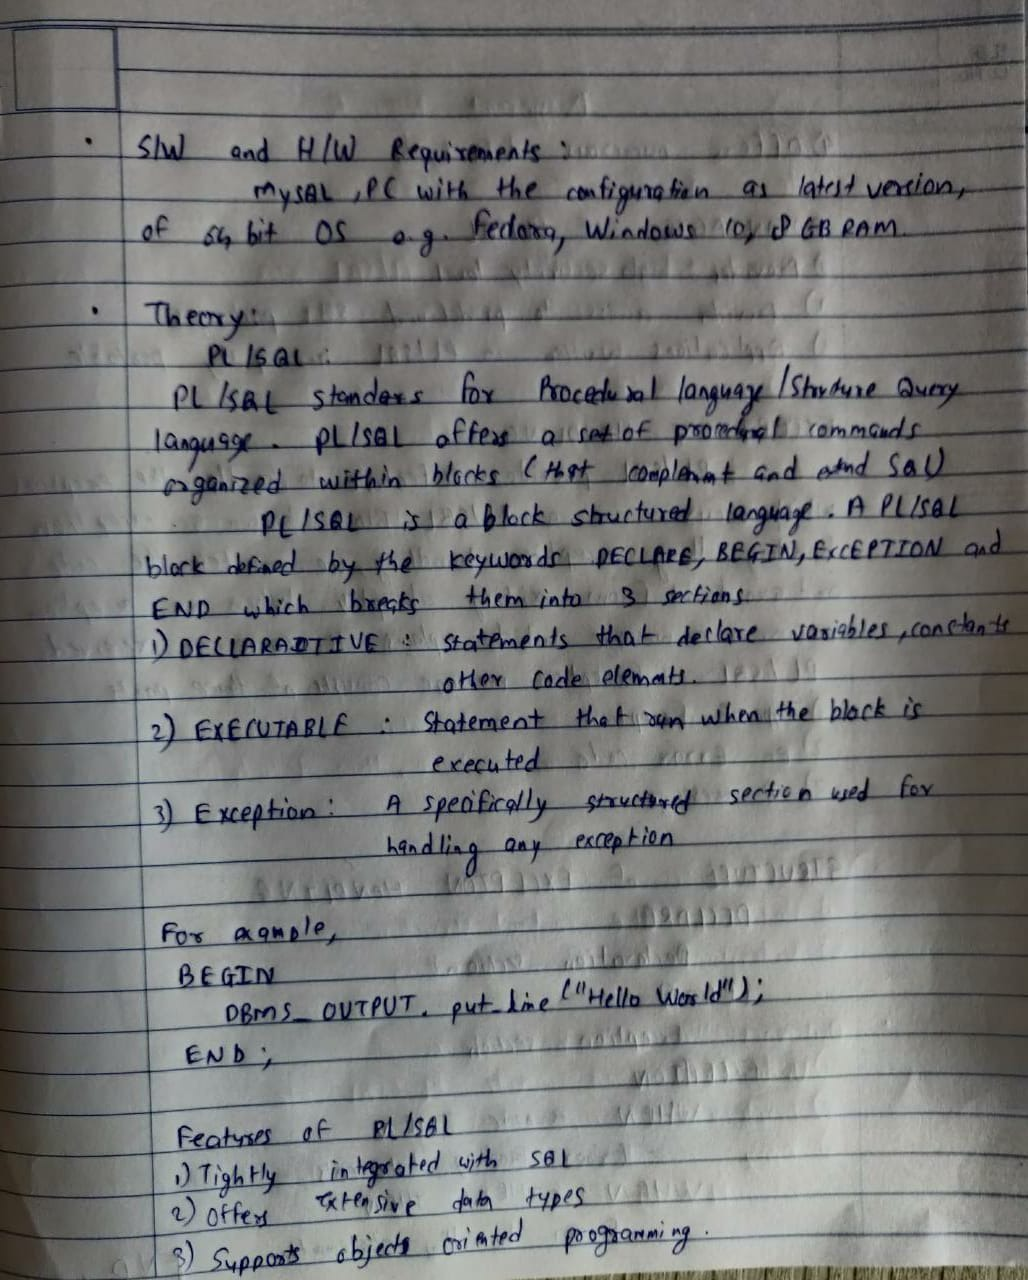 S/W and H/W Requirements :
MySQL, PC with the configuration as latest version,
of 64 bit OS e.g. Fedora, Windows 10, 8 GB RAM.
Theory:
PL/SQL :
PL/SQL standers for Procedural language/Structure Query
language. PL/SQL offers a set of procedural commands
organized within blocks (that complement and SQL)
PL/SQL is a block structured language. A PL/SQL
block defined by the keywords DECLARE, BEGIN, EXCEPTION and
END which breaks them into 3 sections
1) DECLARATIVE : statements that declare variables, constants
other code elemats.
2) EXECUTABLE : Statement that run when the block is
executed
3) Exception : A specifically structured section used for
handling any exception
For example,
BEGIN
DBMS_OUTPUT. put_line ("Hello World");
END ;
Features of PL/SQL
1) Tightly integrated with SQL
2) Offers Extensive data types
3) Supports objects oriented programming.